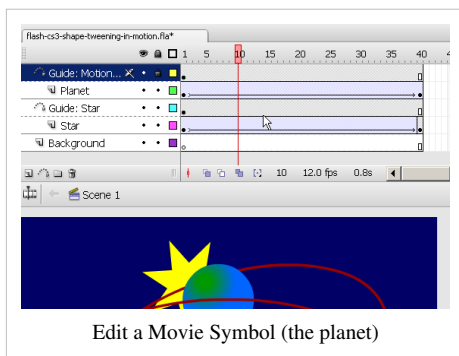 flash-cs3-shape-tweening-in-motion.fla*
1 5 10 15 20 25 30 35 40 4
Guide: Motion...
Planet
Guide: Star
Star
Background
10 12.0 fps 0.8s
Scene 1
Edit a Movie Symbol (the planet)